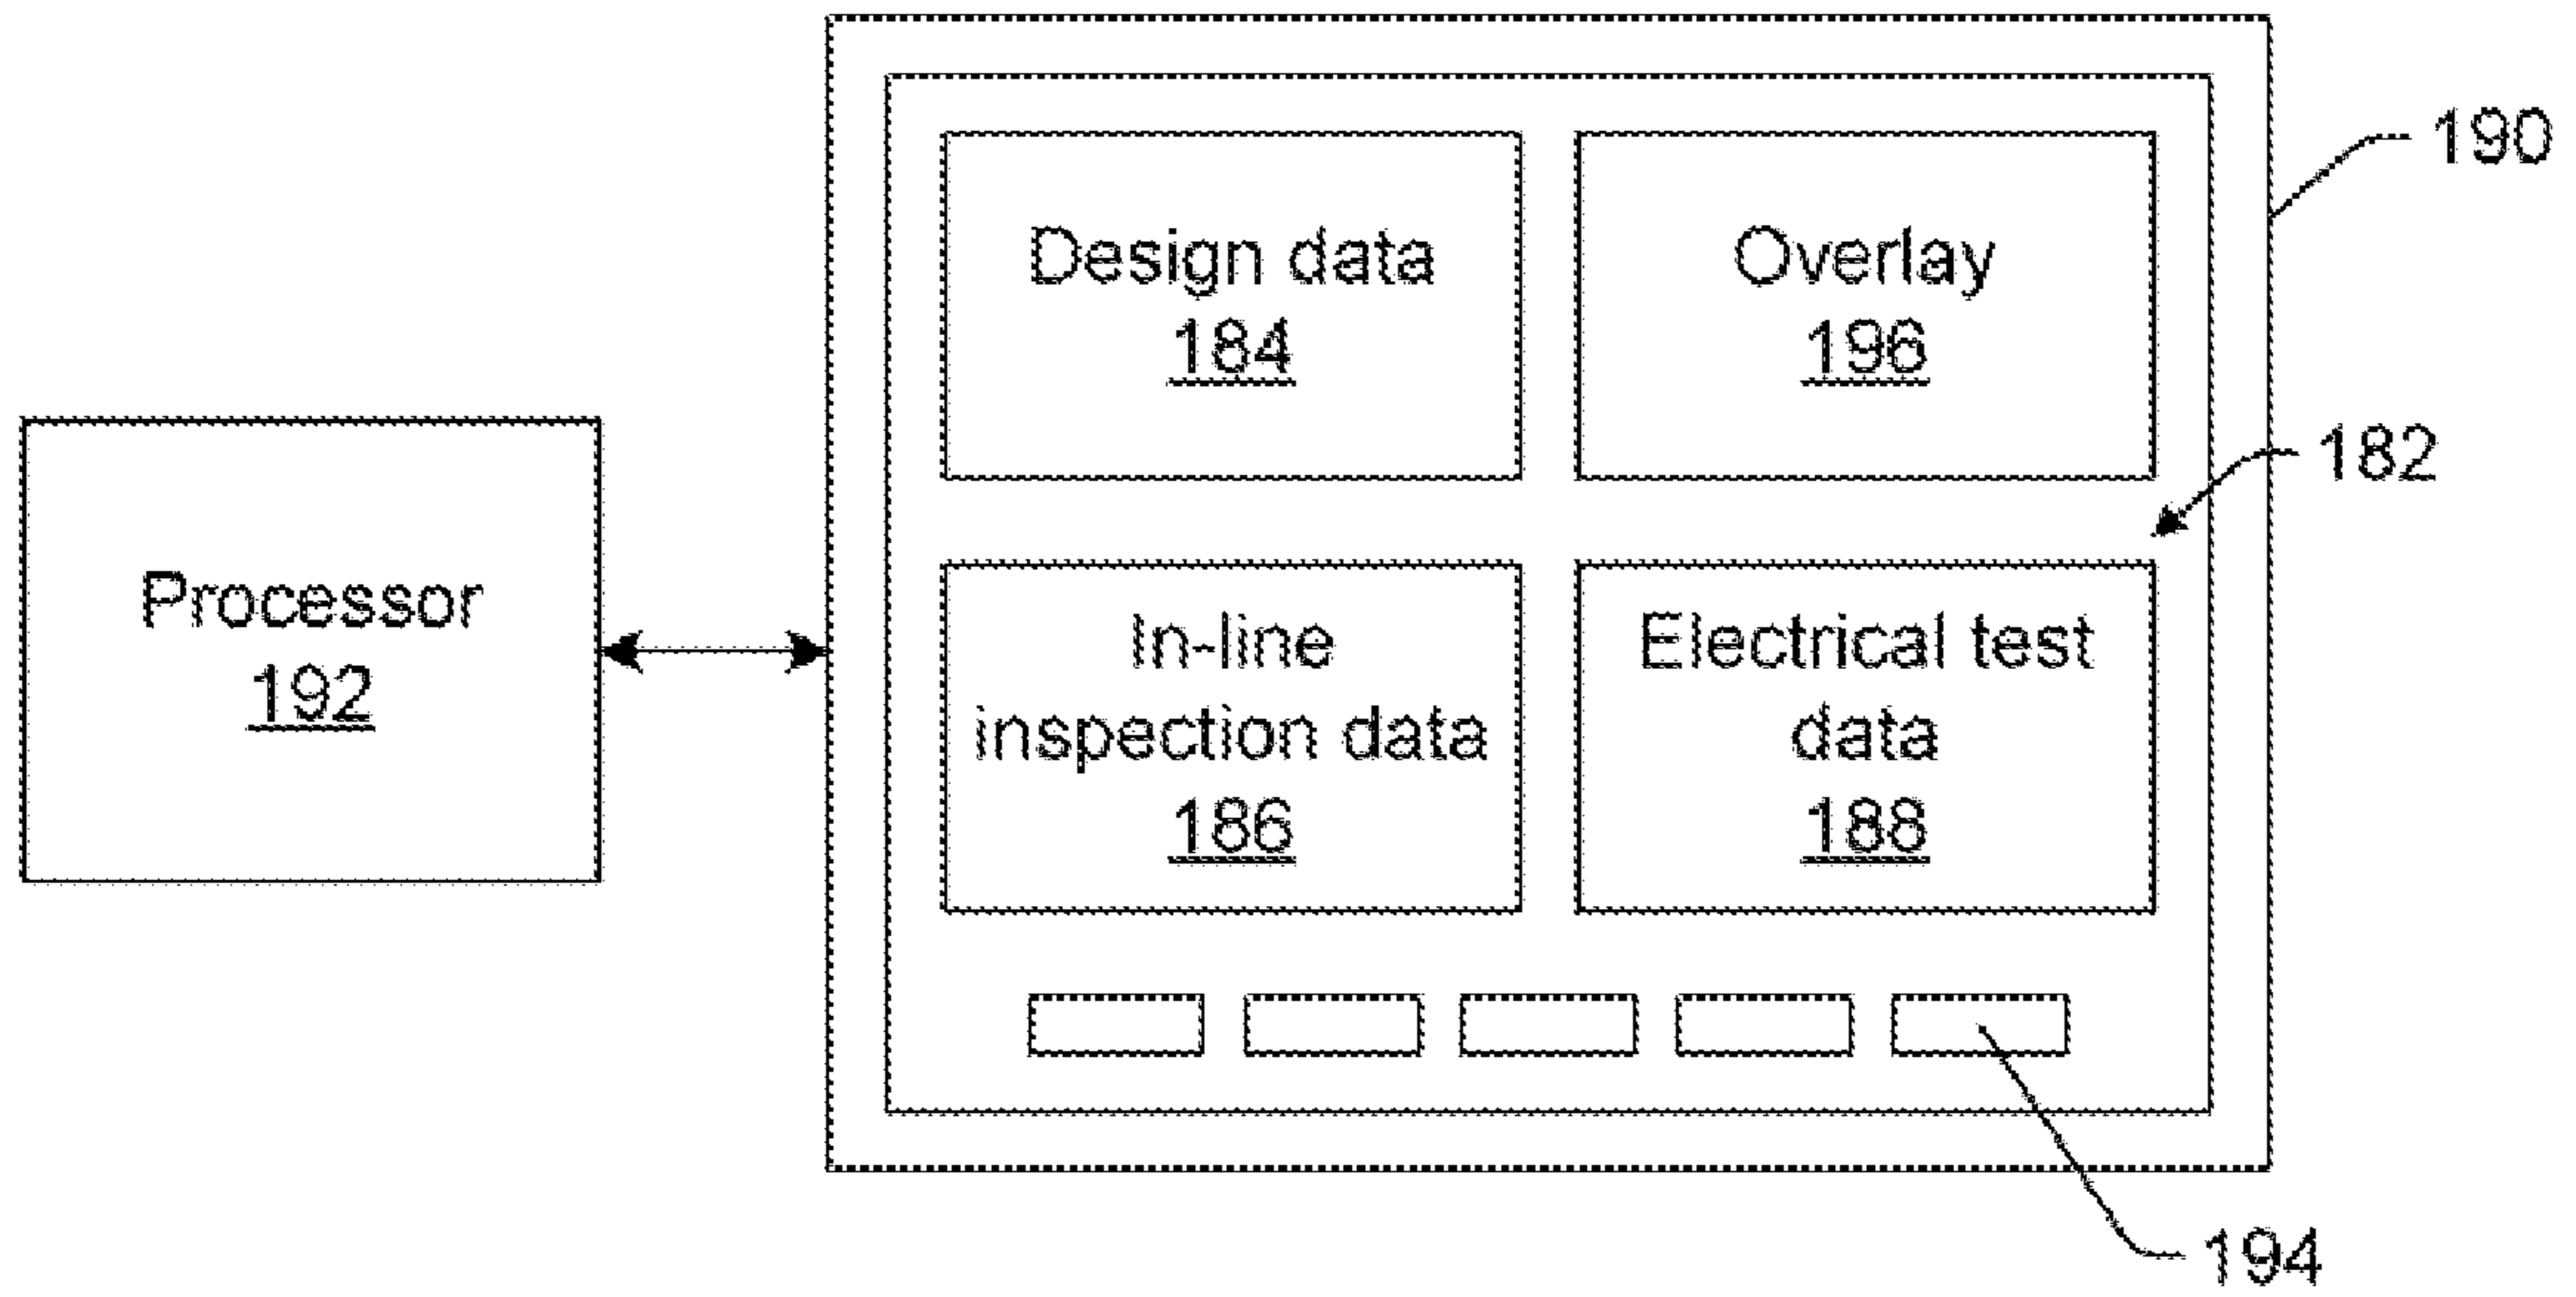 190
Design data
184
Overlay
196
182
Processor
192
In-line
inspection data
186
Electrical test
data
188
194